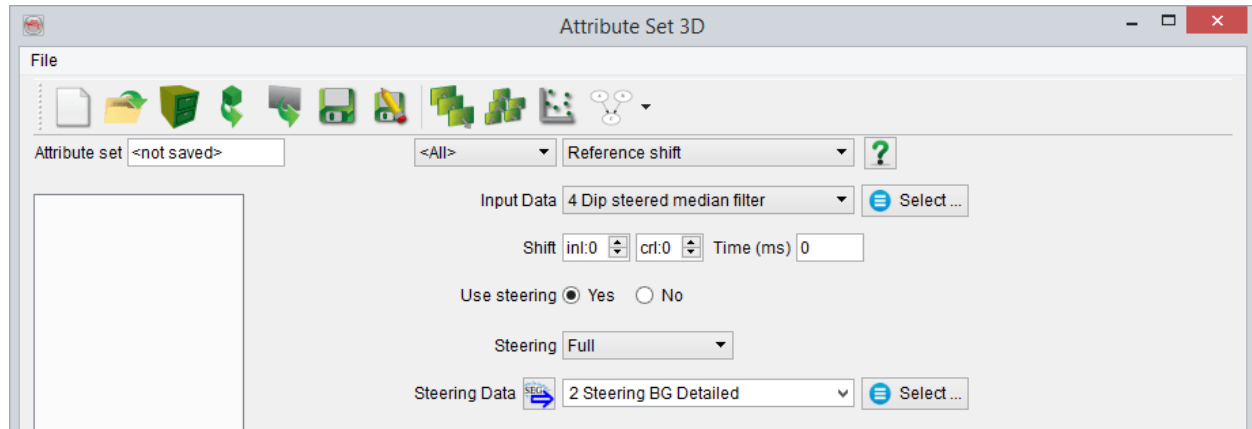 Attribute Set 3D
File
Attribute set <not saved> <All> Reference shift ?
Input Data 4 Dip steered median filter Select ...
Shift inl:0 crl:0 Time (ms) 0
Use steering Yes No
Steering Full
Steering Data SEG 2 Steering BG Detailed Select ...